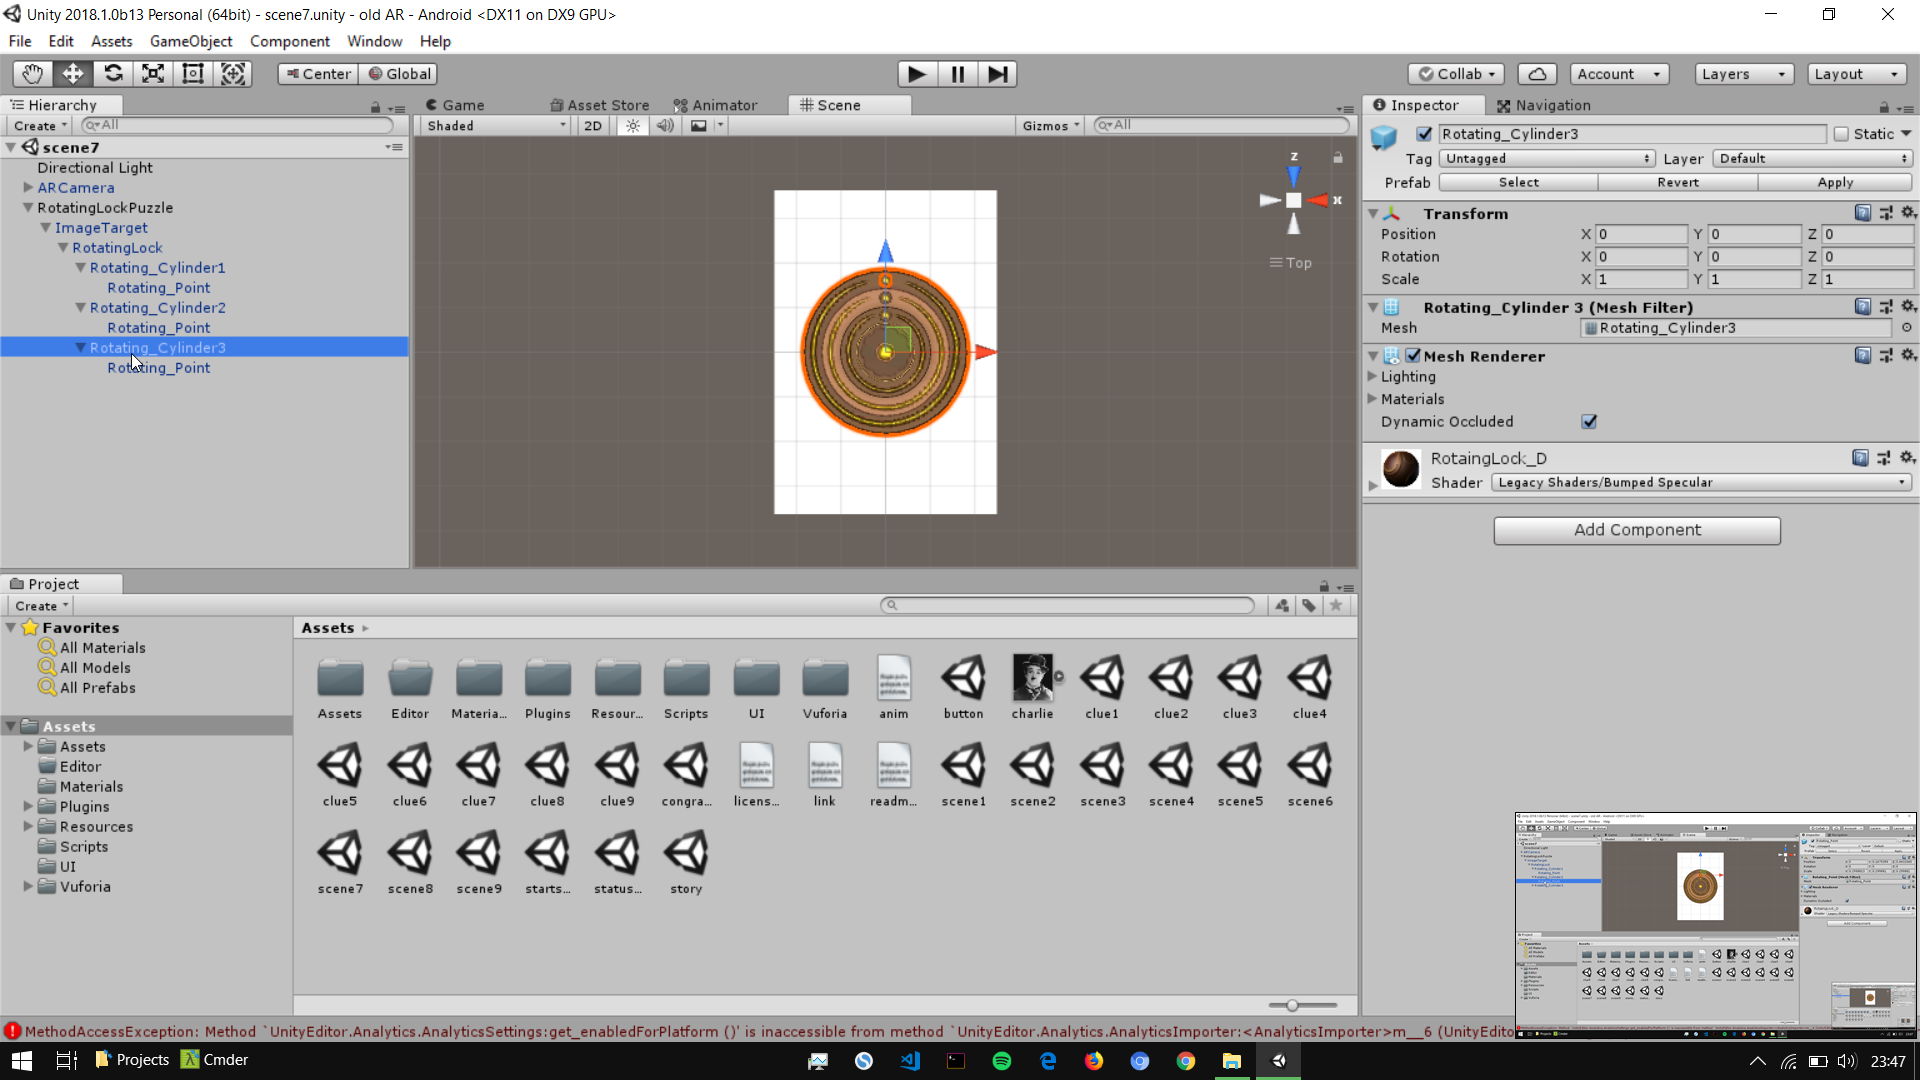 Unity 2018.1.0b13 Personal (64bit) - scene7.unity - old AR - Android <DX11 on DX9 GPU>
File Edit Assets GameObject Component Window Help
Center Global Collab Account Layers Layout
Hierarchy
Create All
scene7
Directional Light
ARCamera
RotatingLockPuzzle
ImageTarget
RotatingLock
Rotating_Cylinder1
Rotating_Point
Rotating_Cylinder2
Rotating_Point
Rotating_Cylinder3
Rotating_Point
Game Asset Store Animator Scene
Shaded 2D Gizmos All
z
x
Top
Inspector Navigation
Rotating_Cylinder3 Static
Tag Untagged Layer Default
Prefab Select Revert Apply
Transform
Position X 0 Y 0 Z 0
Rotation X 0 Y 0 Z 0
Scale X 1 Y 1 Z 1
Rotating_Cylinder 3 (Mesh Filter)
Mesh Rotating_Cylinder3
Mesh Renderer
Lighting
Materials
Dynamic Occluded
RotaingLock_D
Shader Legacy Shaders/Bumped Specular
Add Component
Project
Create
Favorites
All Materials
All Models
All Prefabs
Assets
Assets
Editor
Materials
Plugins
Resources
Scripts
UI
Vuforia
Assets
Assets Editor Materia... Plugins Resour... Scripts UI Vuforia anim button charlie clue1 clue2 clue3 clue4
clue5 clue6 clue7 clue8 clue9 congra... licens... link readm... scene1 scene2 scene3 scene4 scene5 scene6
scene7 scene8 scene9 starts... status... story
MethodAccessException: Method `UnityEditor.Analytics.AnalyticsSettings:get_enabledForPlatform ()' is inaccessible from method `UnityEditor.Analytics.AnalyticsImporter:<AnalyticsImporter>m__6 (UnityEdito
Projects Cmder 23:47